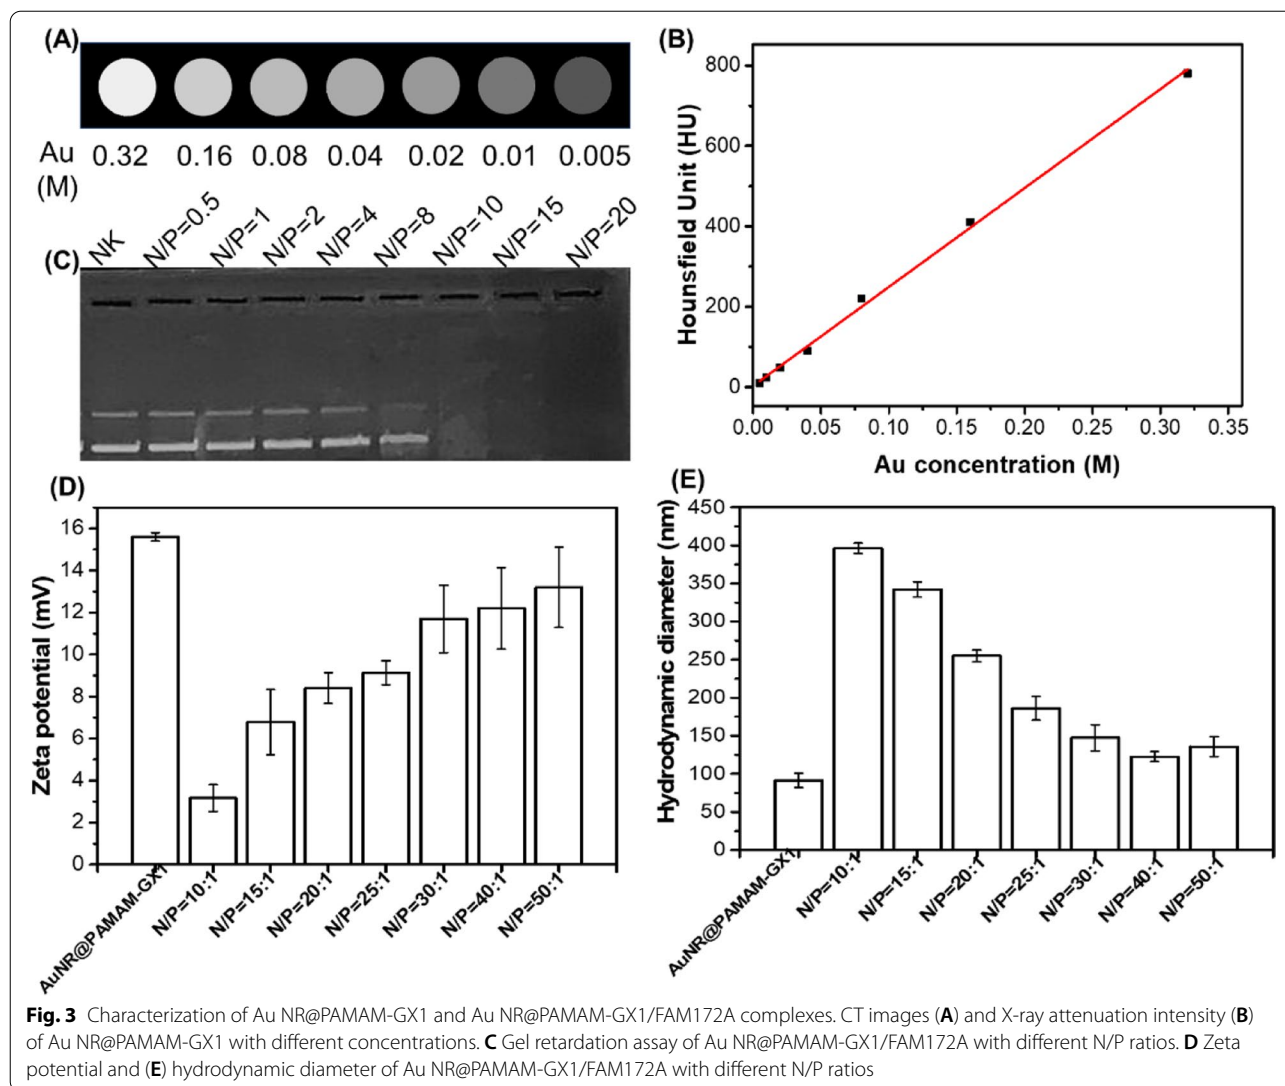 (A)
Au 0.32 0.16 0.08 0.04 0.02 0.01 0.005
(M)
(B)
Hounsfield Unit (HU)
800
600
400
200
0
0.00 0.05 0.10 0.15 0.20 0.25 0.30 0.35
Au concentration (M)
(C)
NK N/P=0.5 N/P=1 N/P=2 N/P=4 N/P=8 N/P=10 N/P=15 N/P=20
(D)
Zeta potential (mV)
16
14
12
10
8
6
4
2
0
AuNR@PAMAM-GX1 N/P=10:1 N/P=15:1 N/P=20:1 N/P=25:1 N/P=30:1 N/P=40:1 N/P=50:1
(E)
Hydrodynamic diameter (nm)
450
400
350
300
250
200
150
100
50
0
AuNR@PAMAM-GX1 N/P=10:1 N/P=15:1 N/P=20:1 N/P=25:1 N/P=30:1 N/P=40:1 N/P=50:1
Fig. 3 Characterization of Au NR@PAMAM-GX1 and Au NR@PAMAM-GX1/FAM172A complexes. CT images (A) and X-ray attenuation intensity (B)
of Au NR@PAMAM-GX1 with different concentrations. C Gel retardation assay of Au NR@PAMAM-GX1/FAM172A with different N/P ratios. D Zeta
potential and (E) hydrodynamic diameter of Au NR@PAMAM-GX1/FAM172A with different N/P ratios